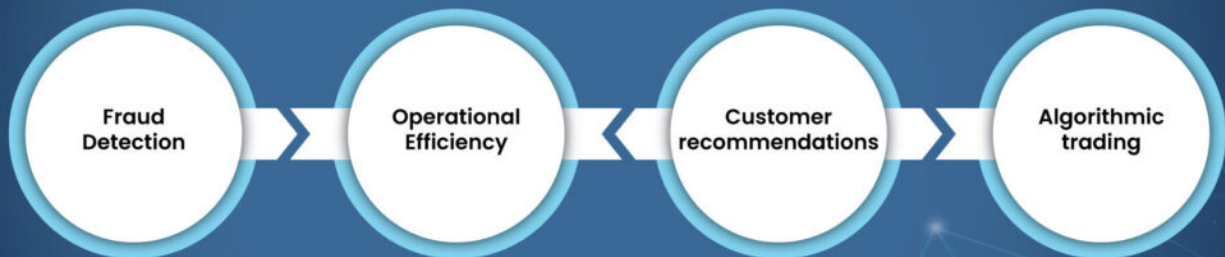 Fraud
Detection
Operational
Efficiency
Customer
recommendations
Algorithmic
trading